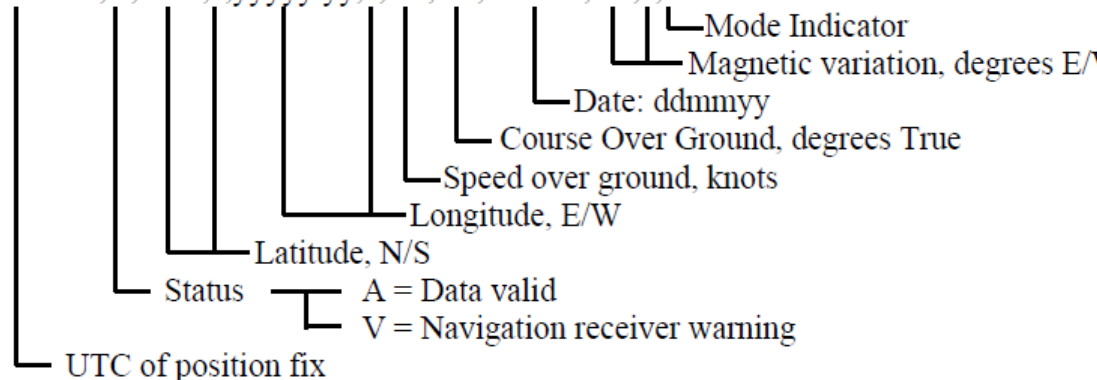 Mode Indicator
Magnetic variation, degrees
Date: ddmmyy
Course Over Ground, degrees True
Speed over ground, knots
Longitude, E/W
Latitude, N/S
Status A = Data valid
V = Navigation receiver warning
UTC of position fix